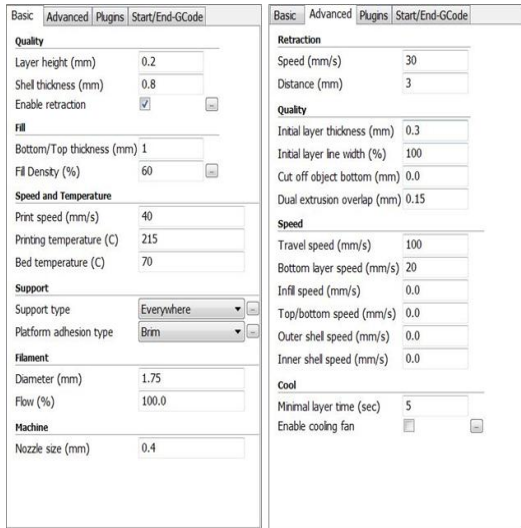 Basic Advanced Plugins Start/End-GCode
Quality
Layer height (mm) 0.2
Shell thickness (mm) 0.8
Enable retraction ...
Fill
Bottom/Top thickness (mm) 1
Fill Density (%) 60 ...
Speed and Temperature
Print speed (mm/s) 40
Printing temperature (C) 215
Bed temperature (C) 70
Support
Support type Everywhere ...
Platform adhesion type Brim ...
Filament
Diameter (mm) 1.75
Flow (%) 100.0
Machine
Nozzle size (mm) 0.4
Basic Advanced Plugins Start/End-GCode
Retraction
Speed (mm/s) 30
Distance (mm) 3
Quality
Initial layer thickness (mm) 0.3
Initial layer line width (%) 100
Cut off object bottom (mm) 0.0
Dual extrusion overlap (mm) 0.15
Speed
Travel speed (mm/s) 100
Bottom layer speed (mm/s) 20
Infill speed (mm/s) 0.0
Top/bottom speed (mm/s) 0.0
Outer shell speed (mm/s) 0.0
Inner shell speed (mm/s) 0.0
Cool
Minimal layer time (sec) 5
Enable cooling fan ...